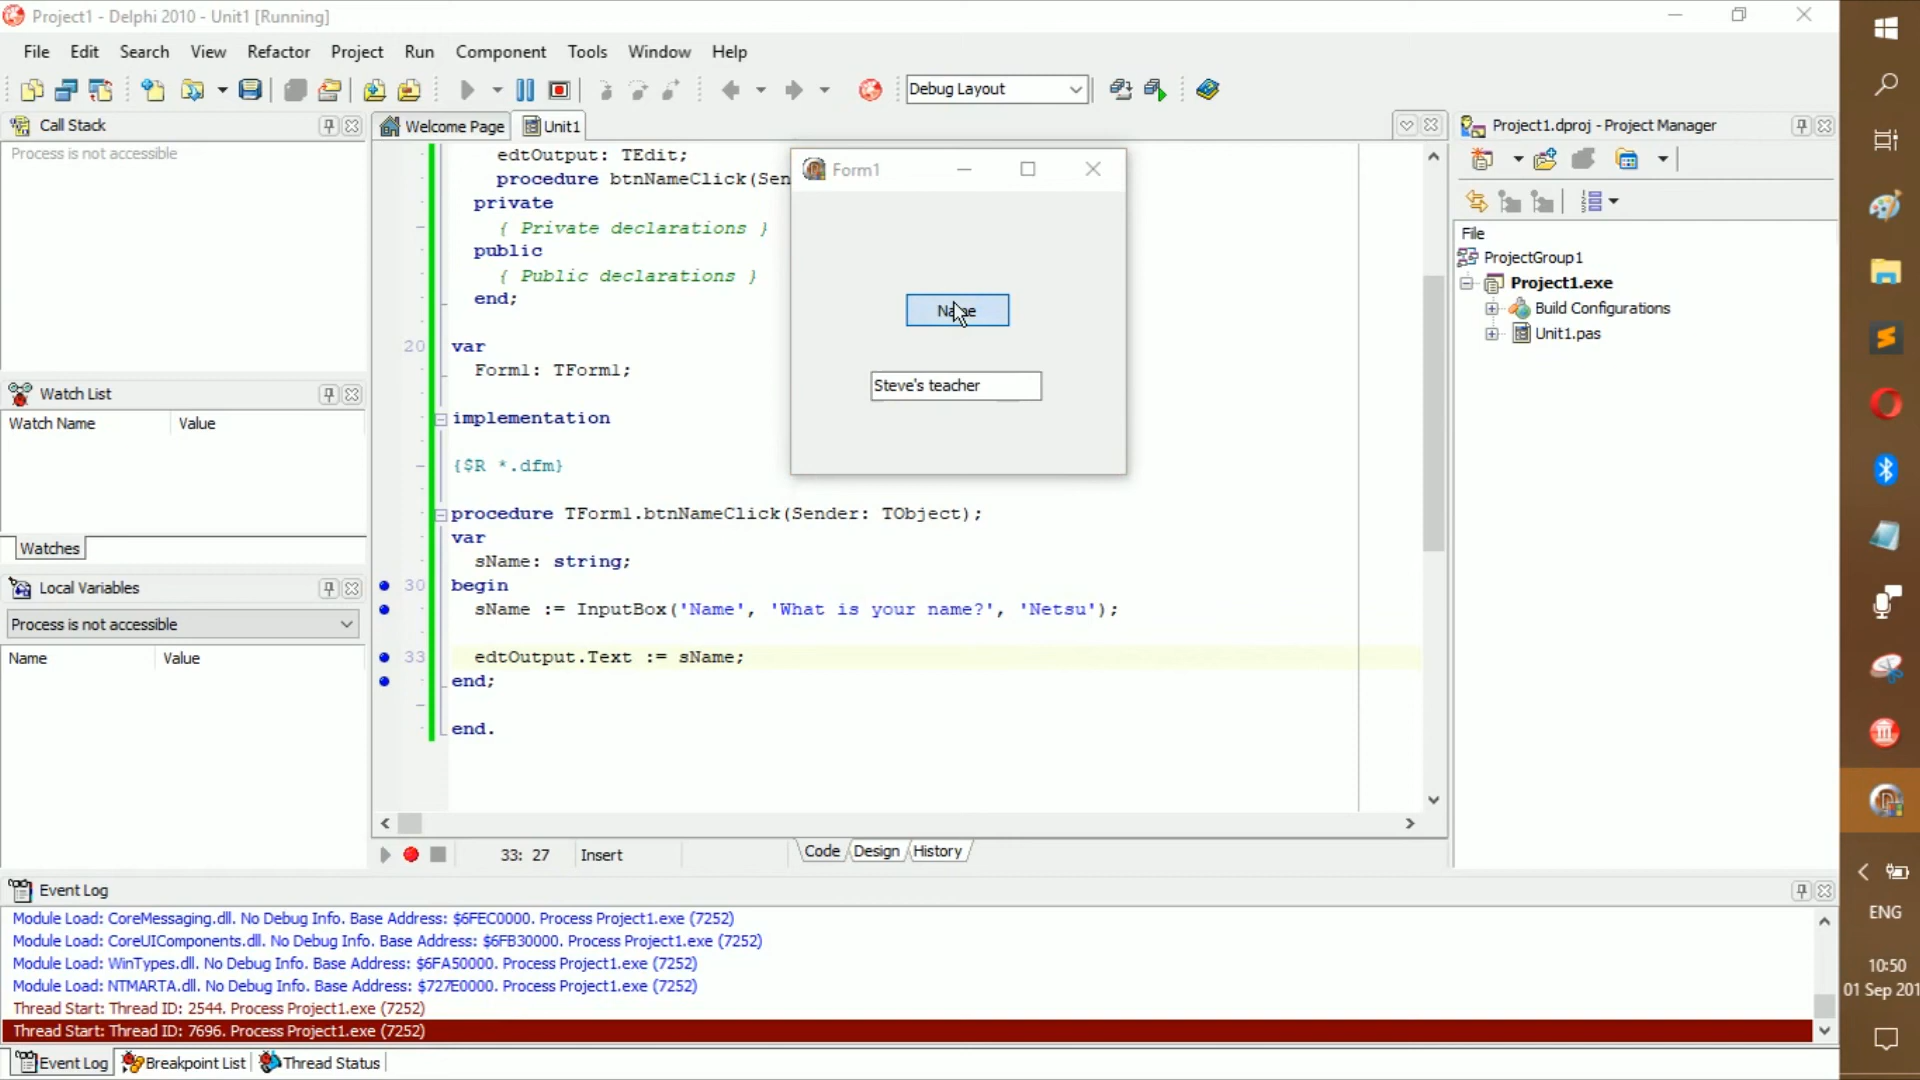 Project1 - Delphi 2010 - Unit1 [Running]
File Edit Search View Refactor Project Run Component Tools Window Help
Debug Layout
Call Stack
Process is not accessible
Watch List
Watch Name Value
Watches
Local Variables
Process is not accessible
Name Value
Welcome Page Unit1
edtOutput: TEdit;
procedure btnNameClick(Sen
private
{ Private declarations }
public
{ Public declarations }
end;
20 var
Form1: TForm1;
implementation
{$R *.dfm}
procedure TForm1.btnNameClick(Sender: TObject);
var
sName: string;
30 begin
sName := InputBox('Name', 'What is your name?', 'Netsu');
33 edtOutput.Text := sName;
end;
end.
33: 27 Insert
Code Design History
Form1
Name
Steve's teacher
Project1.dproj - Project Manager
File
ProjectGroup1
Project1.exe
Build Configurations
Unit1.pas
Event Log
Module Load: CoreMessaging.dll. No Debug Info. Base Address: $6FEC0000. Process Project1.exe (7252)
Module Load: CoreUIComponents.dll. No Debug Info. Base Address: $6FB30000. Process Project1.exe (7252)
Module Load: WinTypes.dll. No Debug Info. Base Address: $6FA50000. Process Project1.exe (7252)
Module Load: NTMARTA.dll. No Debug Info. Base Address: $727E0000. Process Project1.exe (7252)
Thread Start: Thread ID: 2544. Process Project1.exe (7252)
Thread Start: Thread ID: 7696. Process Project1.exe (7252)
Event Log Breakpoint List Thread Status
ENG
10:50
01 Sep 201